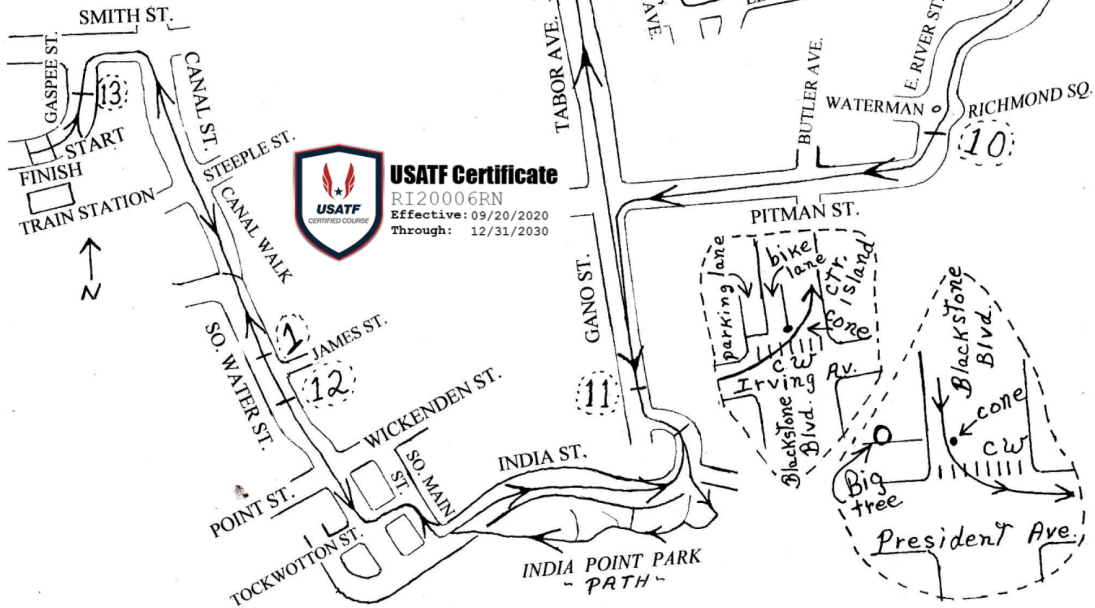 SMITH ST.
GASPEE ST.
13
CANAL ST.
START
FINISH
TRAIN STATION
N
STEEPLE ST.
CANAL WALK
USATF
CERTIFIED COURSE
USATF Certificate
RI20006RN
Effective: 09/20/2020
Through: 12/31/2030
TABOR AVE.
AVE.
BUTLER AVE.
E. RIVER ST.
WATERMAN
RICHMOND SQ.
10
PITMAN ST.
GANO ST.
SO. WATER ST.
1
JAMES ST.
12
11
WICKENDEN ST.
SO. MAIN
ST.
INDIA ST.
POINT ST.
TOCKWOTTON ST.
INDIA POINT PARK
~ PATH ~
parking lane
bike
lane
ctr.
island
cone
CW
Irving Av.
Blackstone
Blvd.
Blackstone
Blvd.
cone
CW
Big
tree
President Ave.